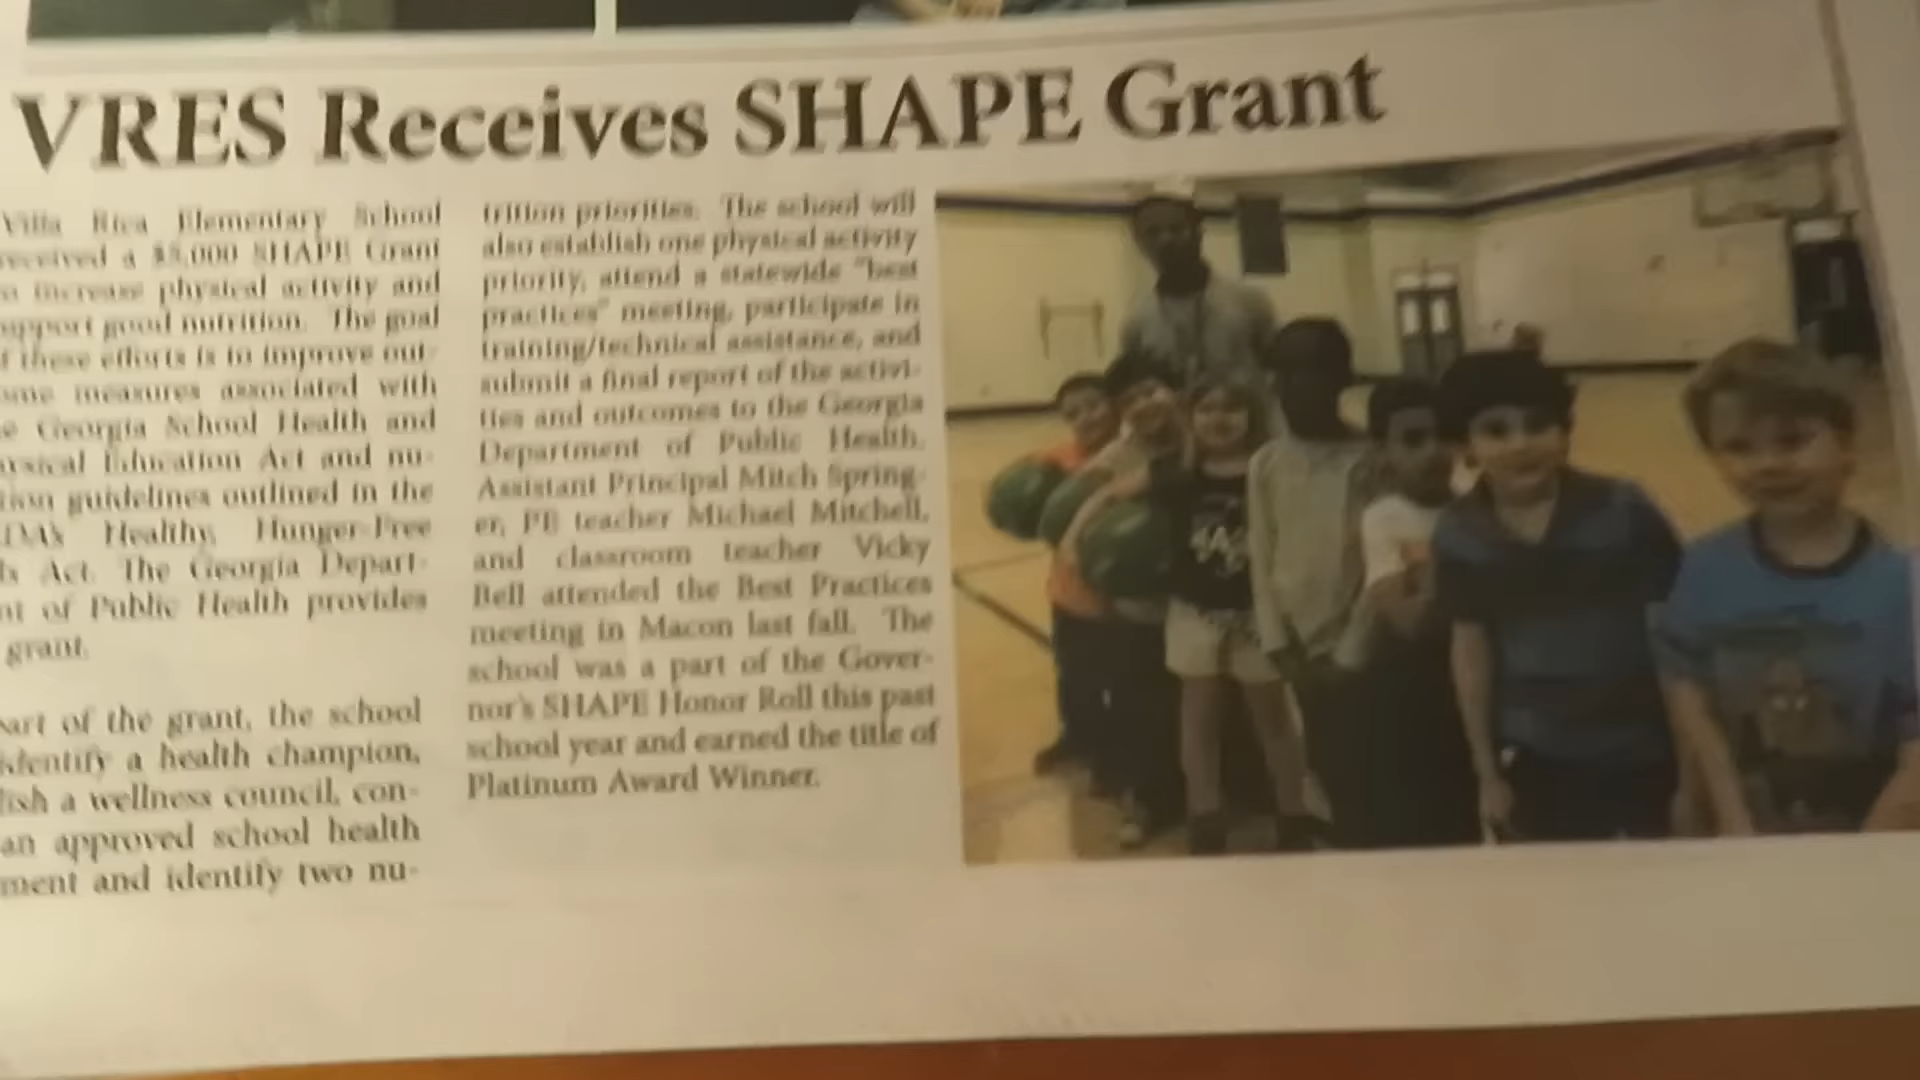 VRES Receives SHAPE Grant
Villa Rica Elementary School
received a $5,000 SHAPE Grant
o increase physical activity and
upport good nutrition. The goal
f these efforts is to improve out-
ome measures associated with
e Georgia School Health and
ysical Education Act and nu-
tion guidelines outlined in the
DA's Healthy, Hunger-Free
ds Act. The Georgia Depart-
nt of Public Health provides
grant.
part of the grant, the school
identify a health champion,
lish a wellness council, con-
an approved school health
ment and identify two nu-
trition priorities. The school will
also establish one physical activity
priority, attend a statewide "best
practices" meeting, participate in
training/technical assistance, and
submit a final report of the activi-
ties and outcomes to the Georgia
Department of Public Health.
Assistant Principal Mitch Spring-
er, PE teacher Michael Mitchell,
and classroom teacher Vicky
Bell attended the Best Practices
meeting in Macon last fall. The
school was a part of the Gover-
nor's SHAPE Honor Roll this past
school year and earned the title of
Platinum Award Winner.